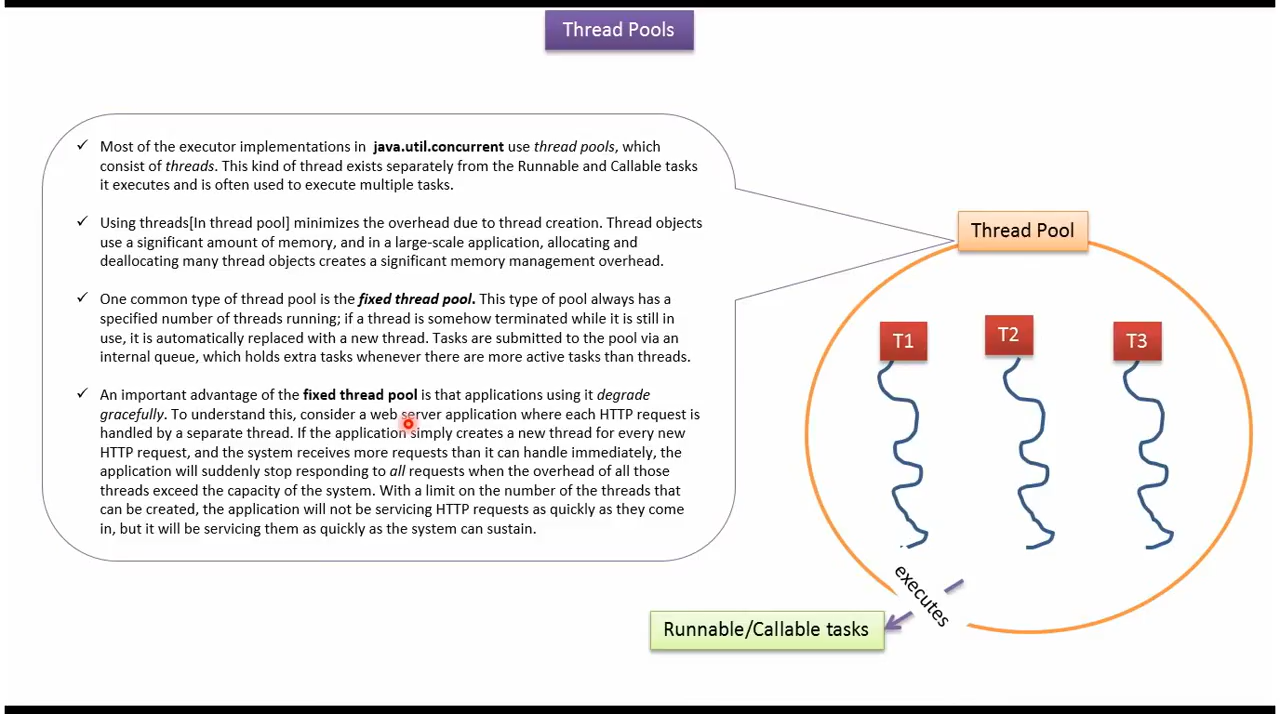 Thread Pools
✓ Most of the executor implementations in java.util.concurrent use thread pools, which
consist of threads. This kind of thread exists separately from the Runnable and Callable tasks
it executes and is often used to execute multiple tasks.
✓ Using threads[In thread pool] minimizes the overhead due to thread creation. Thread objects
use a significant amount of memory, and in a large-scale application, allocating and
deallocating many thread objects creates a significant memory management overhead.
✓ One common type of thread pool is the fixed thread pool. This type of pool always has a
specified number of threads running; if a thread is somehow terminated while it is still in
use, it is automatically replaced with a new thread. Tasks are submitted to the pool via an
internal queue, which holds extra tasks whenever there are more active tasks than threads.
✓ An important advantage of the fixed thread pool is that applications using it degrade
gracefully. To understand this, consider a web server application where each HTTP request is
handled by a separate thread. If the application simply creates a new thread for every new
HTTP request, and the system receives more requests than it can handle immediately, the
application will suddenly stop responding to all requests when the overhead of all those
threads exceed the capacity of the system. With a limit on the number of the threads that
can be created, the application will not be servicing HTTP requests as quickly as they come
in, but it will be servicing them as quickly as the system can sustain.
Thread Pool
T1
T2
T3
executes
Runnable/Callable tasks